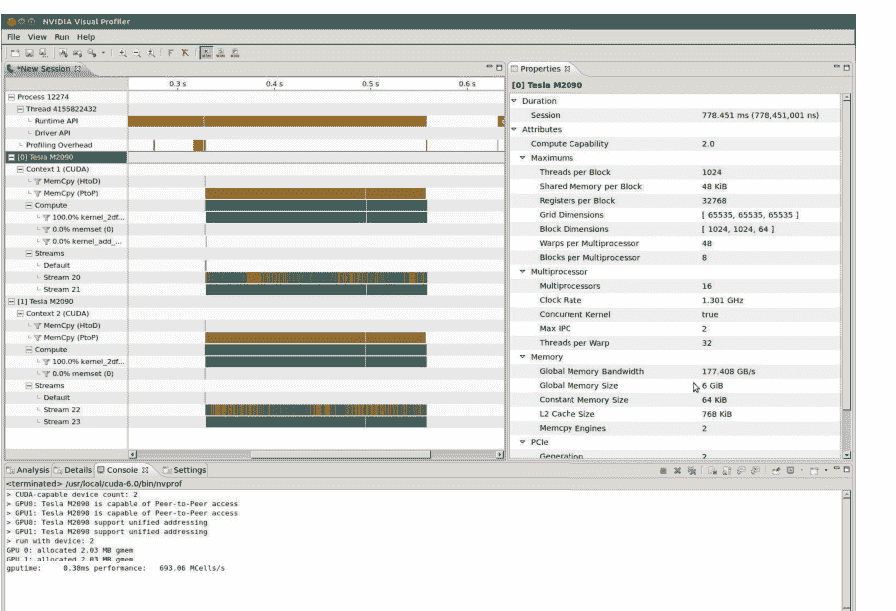 NVIDIA Visual Profiler
File View Run Help
*New Session
0.3 s 0.4 s 0.5 s 0.6 s
Process 12274
Thread 4155822432
Runtime API
Driver API
Profiling Overhead
[0] Tesla M2090
Context 1 (CUDA)
MemCpy (HtoD)
MemCpy (PtoP)
Compute
100.0% kernel_2df...
0.0% memset (0)
0.0% kernel_add_...
Streams
Default
Stream 20
Stream 21
[1] Tesla M2090
Context 2 (CUDA)
MemCpy (HtoD)
MemCpy (PtoP)
Compute
100.0% kernel_2df...
0.0% memset (0)
Streams
Default
Stream 22
Stream 23
Properties
[0] Tesla M2090
Duration
Session 778.451 ms (778,451,001 ns)
Attributes
Compute Capability 2.0
Maximums
Threads per Block 1024
Shared Memory per Block 48 KiB
Registers per Block 32768
Grid Dimensions [ 65535, 65535, 65535 ]
Block Dimensions [ 1024, 1024, 64 ]
Warps per Multiprocessor 48
Blocks per Multiprocessor 8
Multiprocessor
Multiprocessors 16
Clock Rate 1.301 GHz
Concurrent Kernel true
Max IPC 2
Threads per Warp 32
Memory
Global Memory Bandwidth 177.408 GB/s
Global Memory Size 6 GiB
Constant Memory Size 64 KiB
L2 Cache Size 768 KiB
Memcpy Engines 2
PCIe
Generation 2
Analysis Details Console Settings
<terminated> /usr/local/cuda-6.0/bin/nvprof
> CUDA-capable device count: 2
> GPU0: Tesla M2090 is capable of Peer-to-Peer access
> GPU1: Tesla M2090 is capable of Peer-to-Peer access
> GPU0: Tesla M2090 support unified addressing
> GPU1: Tesla M2090 support unified addressing
> run with device: 2
GPU 0: allocated 2.03 MB gmem
GPU 1: allocated 2.03 MB gmem
gputime: 0.38ms performance: 693.06 MCells/s